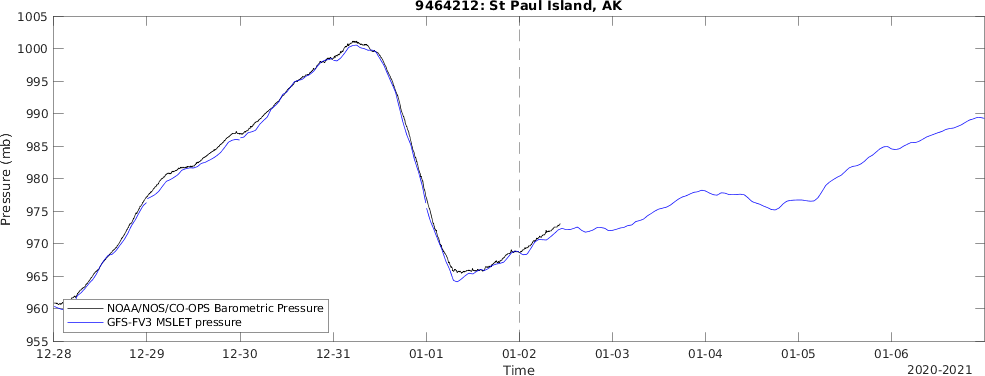 9464212: St Paul Island, AK
1005
1000
995
990
985
980
975
970
965
960
955
Pressure (mb)
NOAA/NOS/CO-OPS Barometric Pressure
GFS-FV3 MSLET pressure
12-28 12-29 12-30 12-31 01-01 01-02 01-03 01-04 01-05 01-06
Time
2020-2021